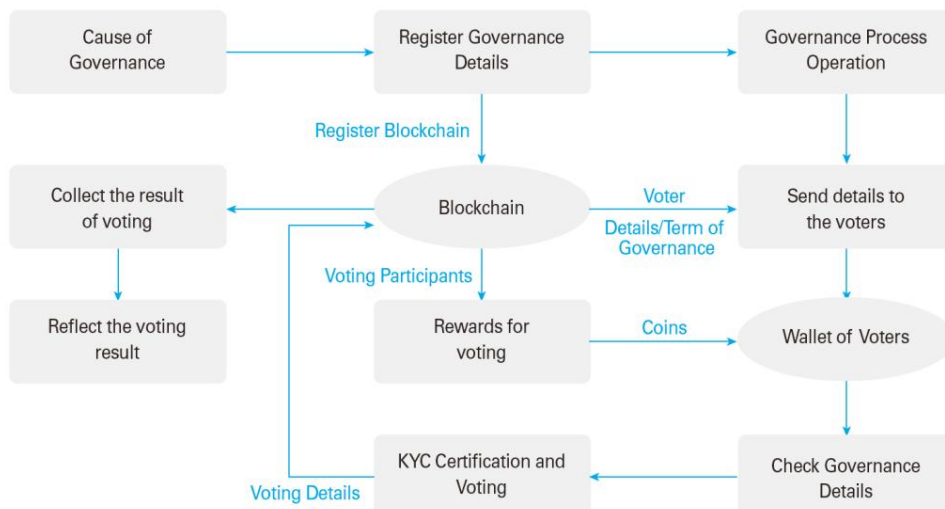 Cause of
Governance
Register Governance
Details
Governance Process
Operation
Register Blockchain
Collect the result
of voting
Blockchain
Voter
Details/Term of
Governance
Send details to
the voters
Voting Participants
Reflect the voting
result
Rewards for
voting
Coins
Wallet of Voters
Voting Details
KYC Certification and
Voting
Check Governance
Details